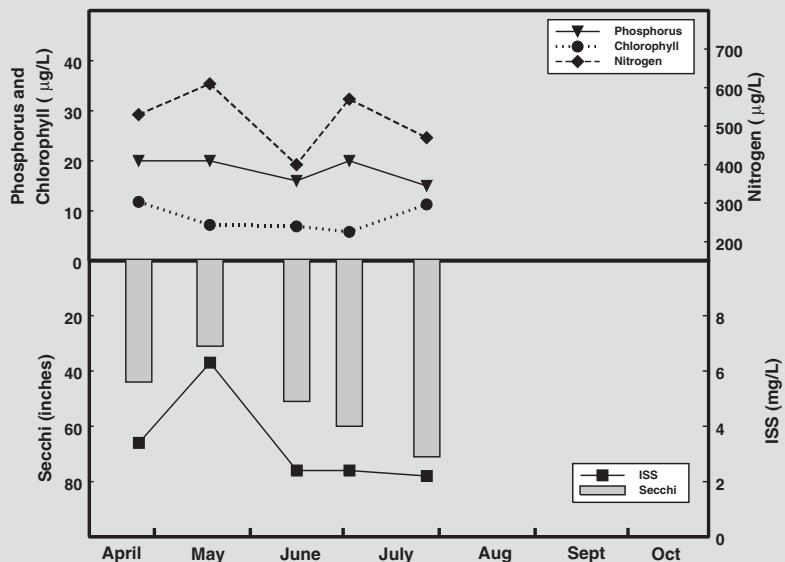 Phosphorus
Chlorophyll
Nitrogen
Phosphorus and
Chlorophyll ( μg/L)
40
30
20
10
0
700
600
500
400
300
200
Nitrogen ( μg/L)
Secchi (inches)
20
40
60
80
8
6
4
2
0
ISS (mg/L)
ISS
Secchi
April May June July Aug Sept Oct